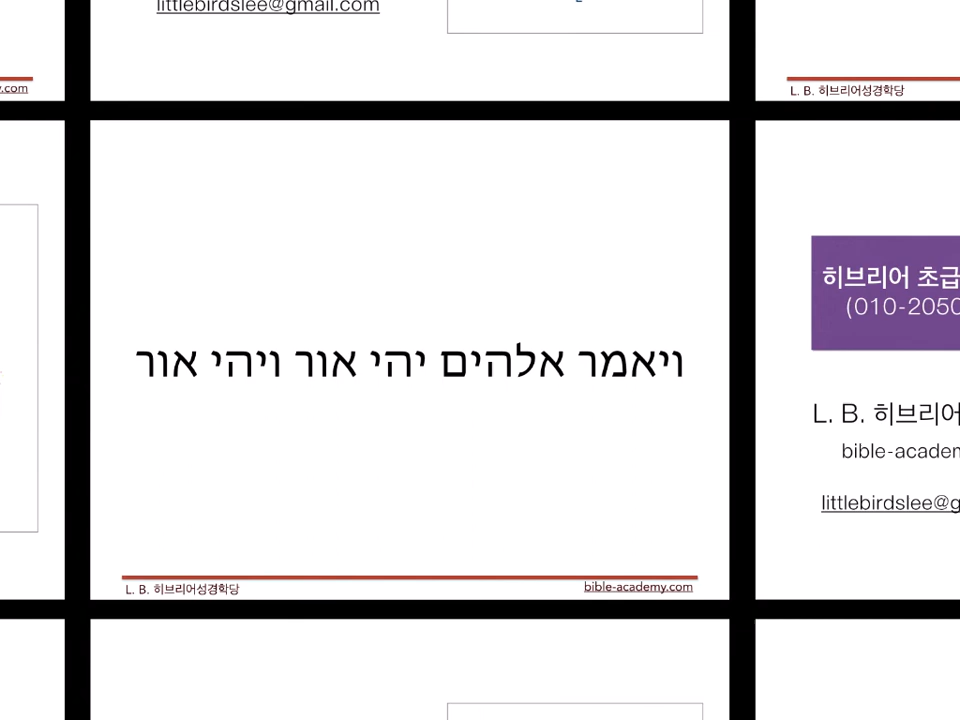 littlebirdslee@gmail.com
.com
L. B. 히브리어성경학당
ויאמר אלהים יהי אור ויהי אור
L. B. 히브리어성경학당
bible-academy.com
히브리어 초급
(010-2050
L. B. 히브리어
bible-academ
littlebirdslee@g